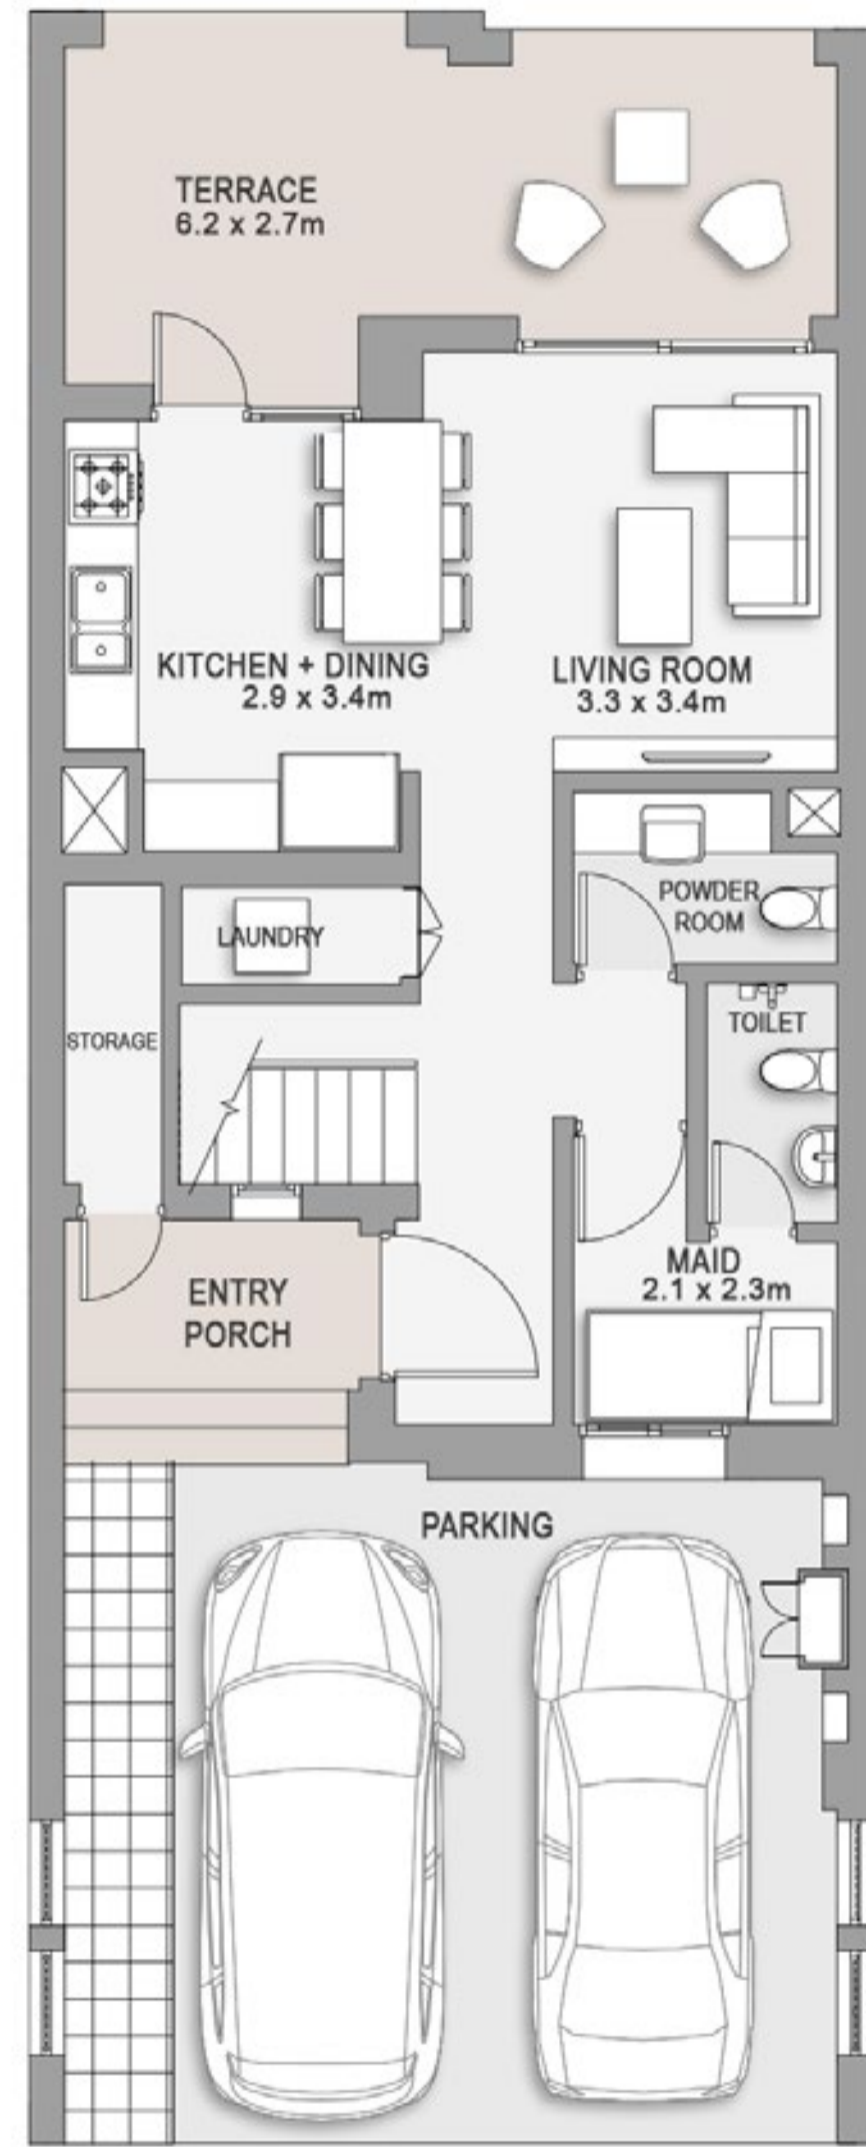 TERRACE
6.2 x 2.7m
KITCHEN + DINING
2.9 x 3.4m
LIVING ROOM
3.3 x 3.4m
POWDER
ROOM
LAUNDRY
TOILET
STORAGE
MAID
2.1 x 2.3m
ENTRY
PORCH
PARKING